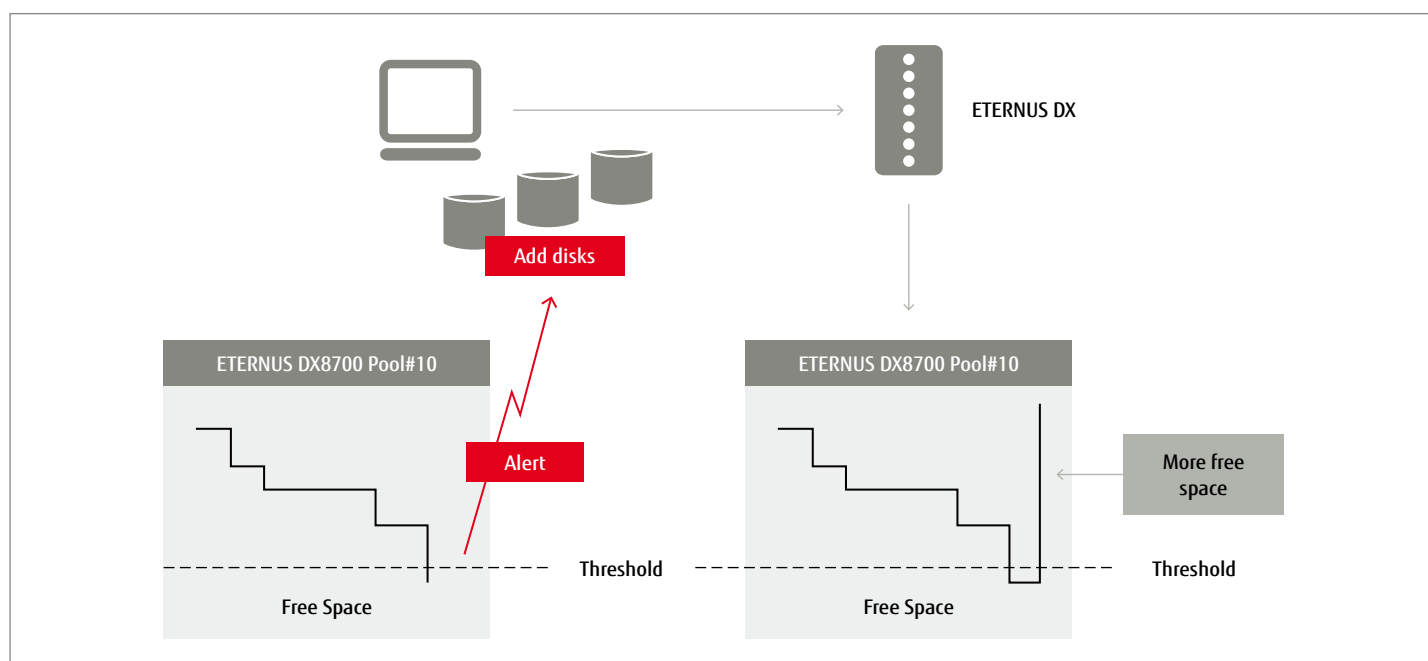 ETERNUS DX
Add disks
ETERNUS DX8700 Pool#10
ETERNUS DX8700 Pool#10
Alert
More free
space
Threshold
Threshold
Free Space
Free Space